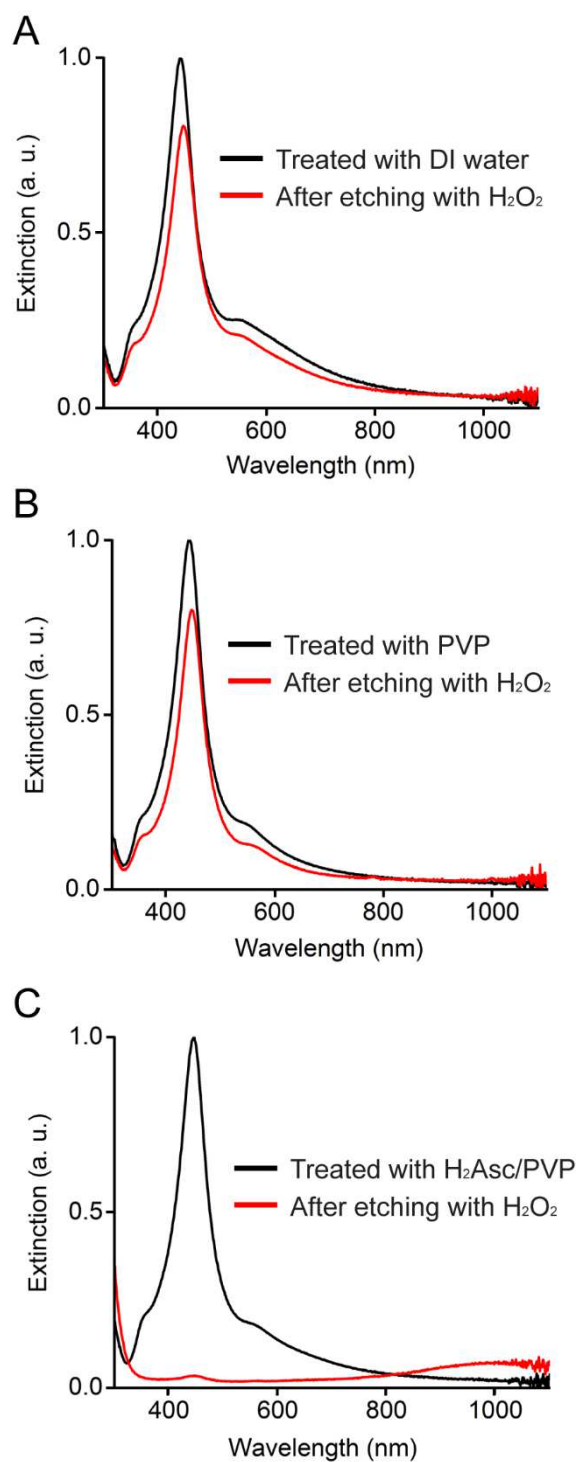 A
1.0
0.5
0.0
Extinction (a. u.)
Treated with DI water
After etching with H₂O₂
400 600 800 1000
Wavelength (nm)
B
1.0
0.5
0.0
Extinction (a. u.)
Treated with PVP
After etching with H₂O₂
400 600 800 1000
Wavelength (nm)
C
1.0
0.5
0.0
Extinction (a. u.)
Treated with H₂Asc/PVP
After etching with H₂O₂
400 600 800 1000
Wavelength (nm)